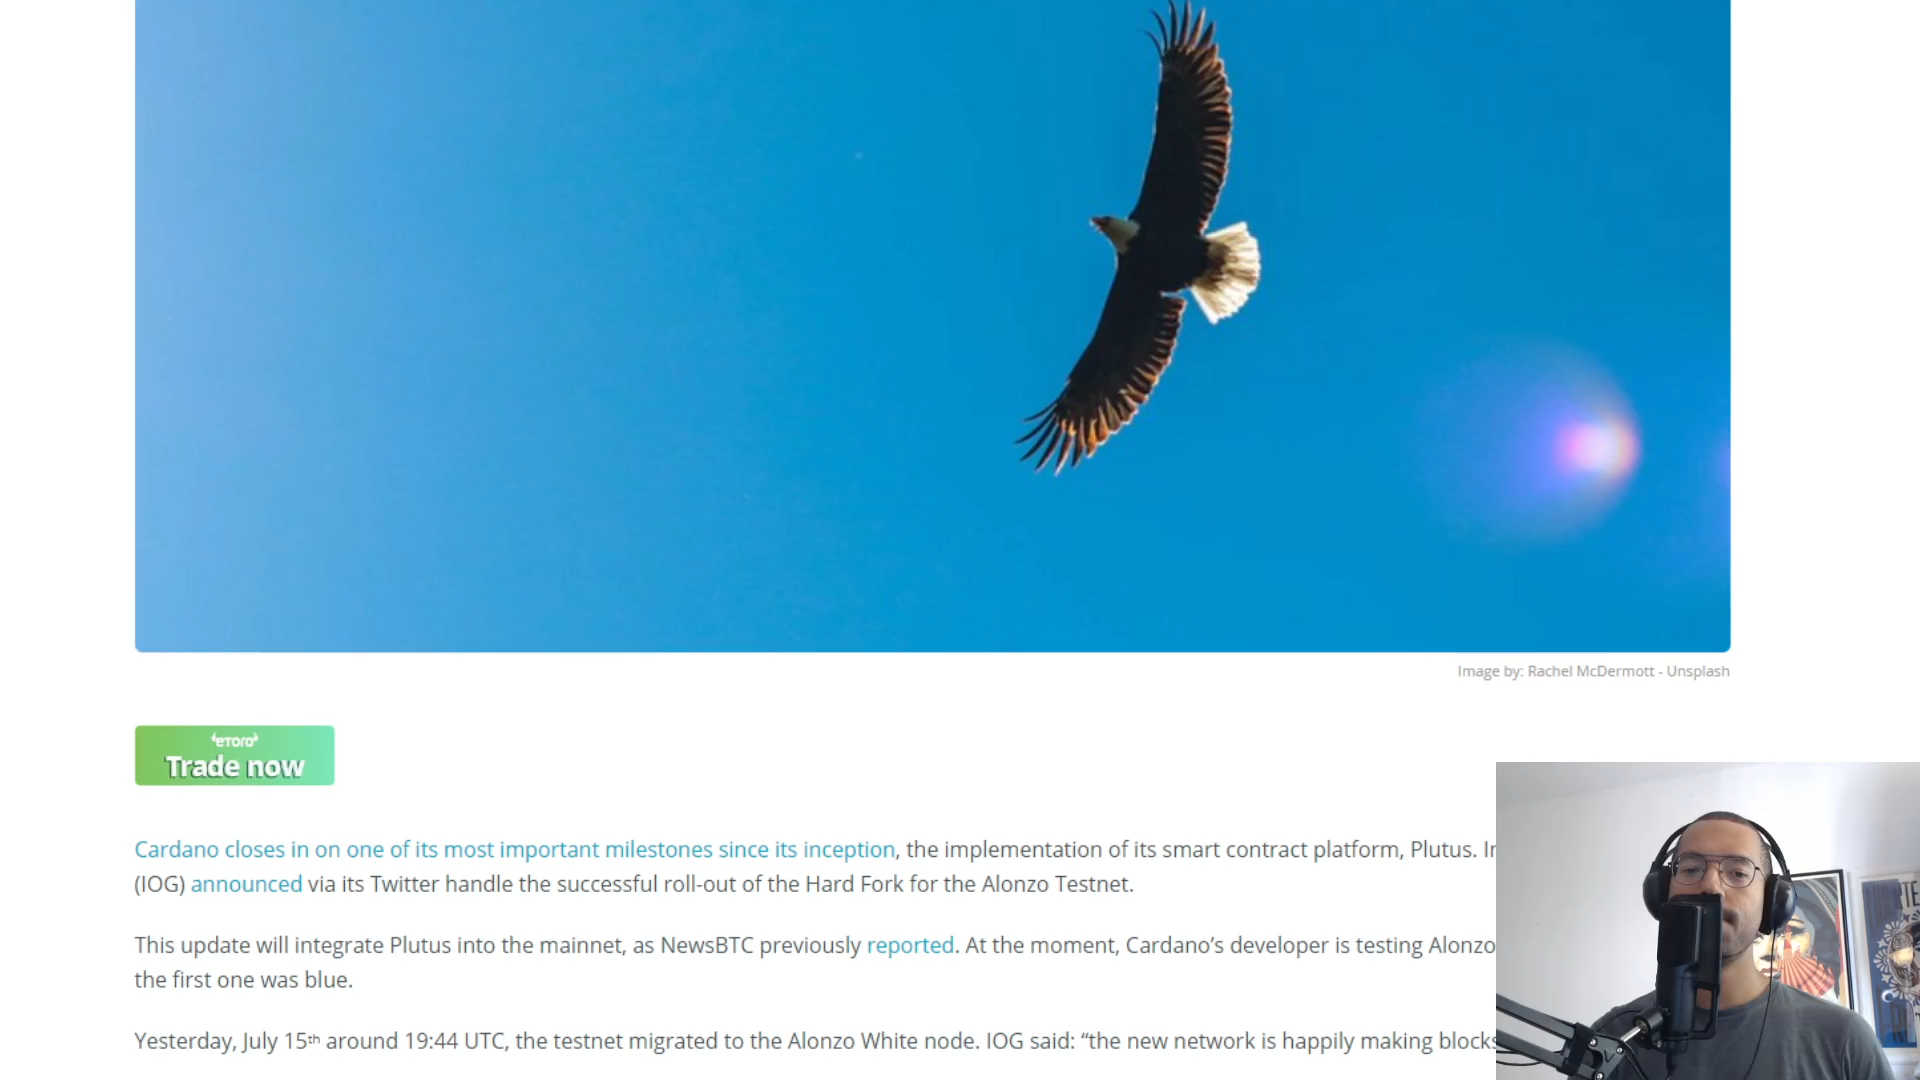 Image by: Rachel McDermott - Unsplash
eToro
Trade now
Cardano closes in on one of its most important milestones since its inception, the implementation of its smart contract platform, Plutus.
(IOG) announced via its Twitter handle the successful roll-out of the Hard Fork for the Alonzo Testnet.
This update will integrate Plutus into the mainnet, as NewsBTC previously reported. At the moment, Cardano’s developer is testing Alonzo
the first one was blue.
Yesterday, July 15th around 19:44 UTC, the testnet migrated to the Alonzo White node. IOG said: “the new network is happily making blocks